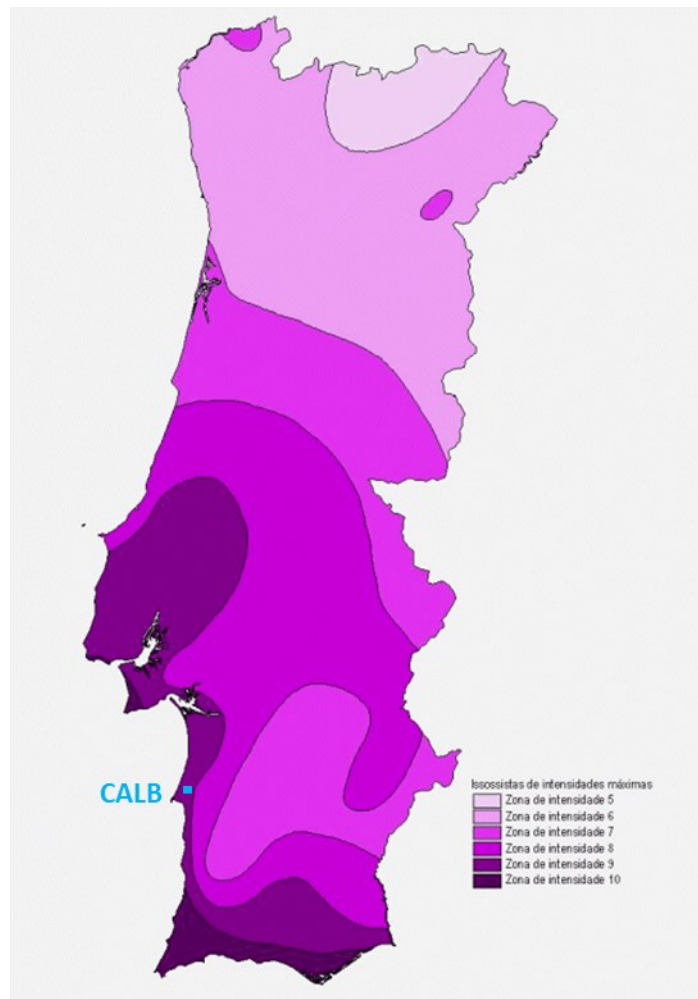 CALB
Issossistas de intensidades máximas
Zona de intensidade 5
Zona de intensidade 6
Zona de intensidade 7
Zona de intensidade 8
Zona de intensidade 9
Zona de intensidade 10